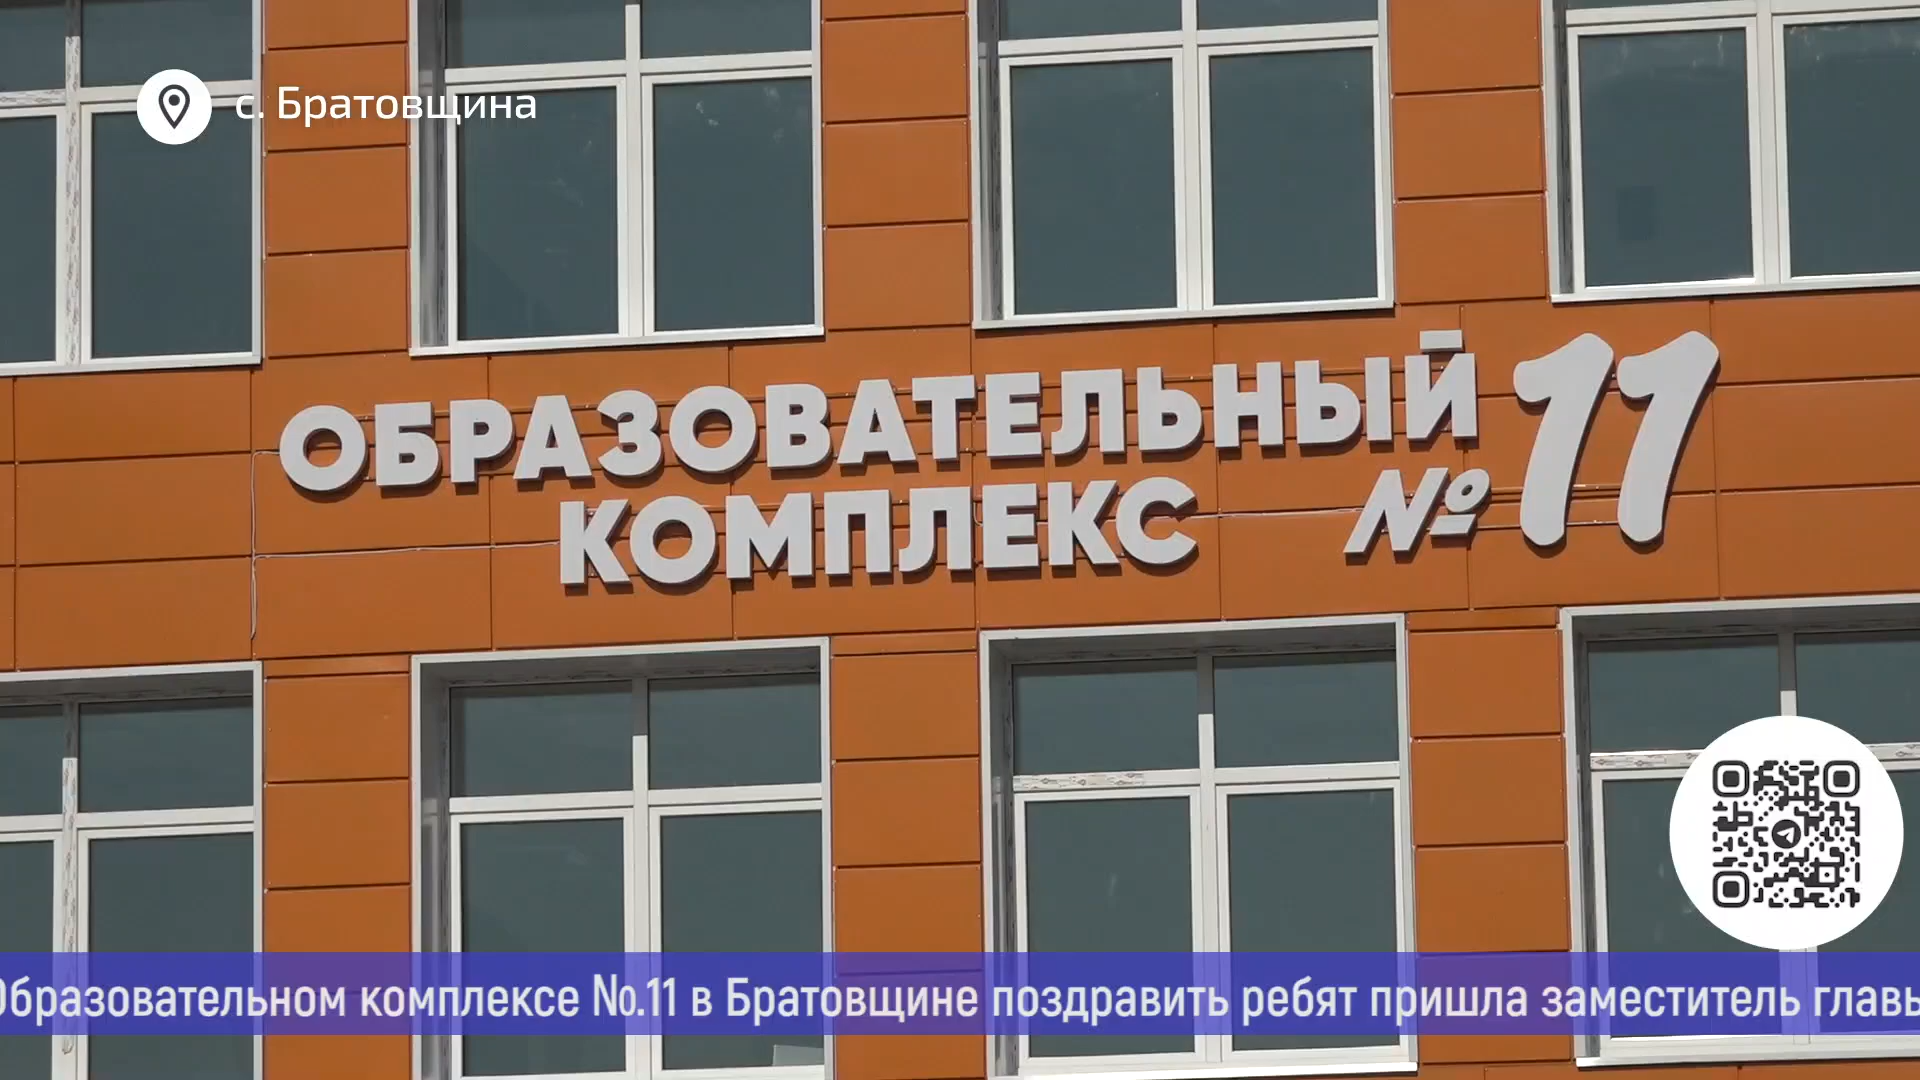 с. Братовщина
ОБРАЗОВАТЕЛЬНЫЙ
КОМПЛЕКС № 11
Образовательном комплексе №.11 в Братовщине поздравить ребят пришла заместитель главы